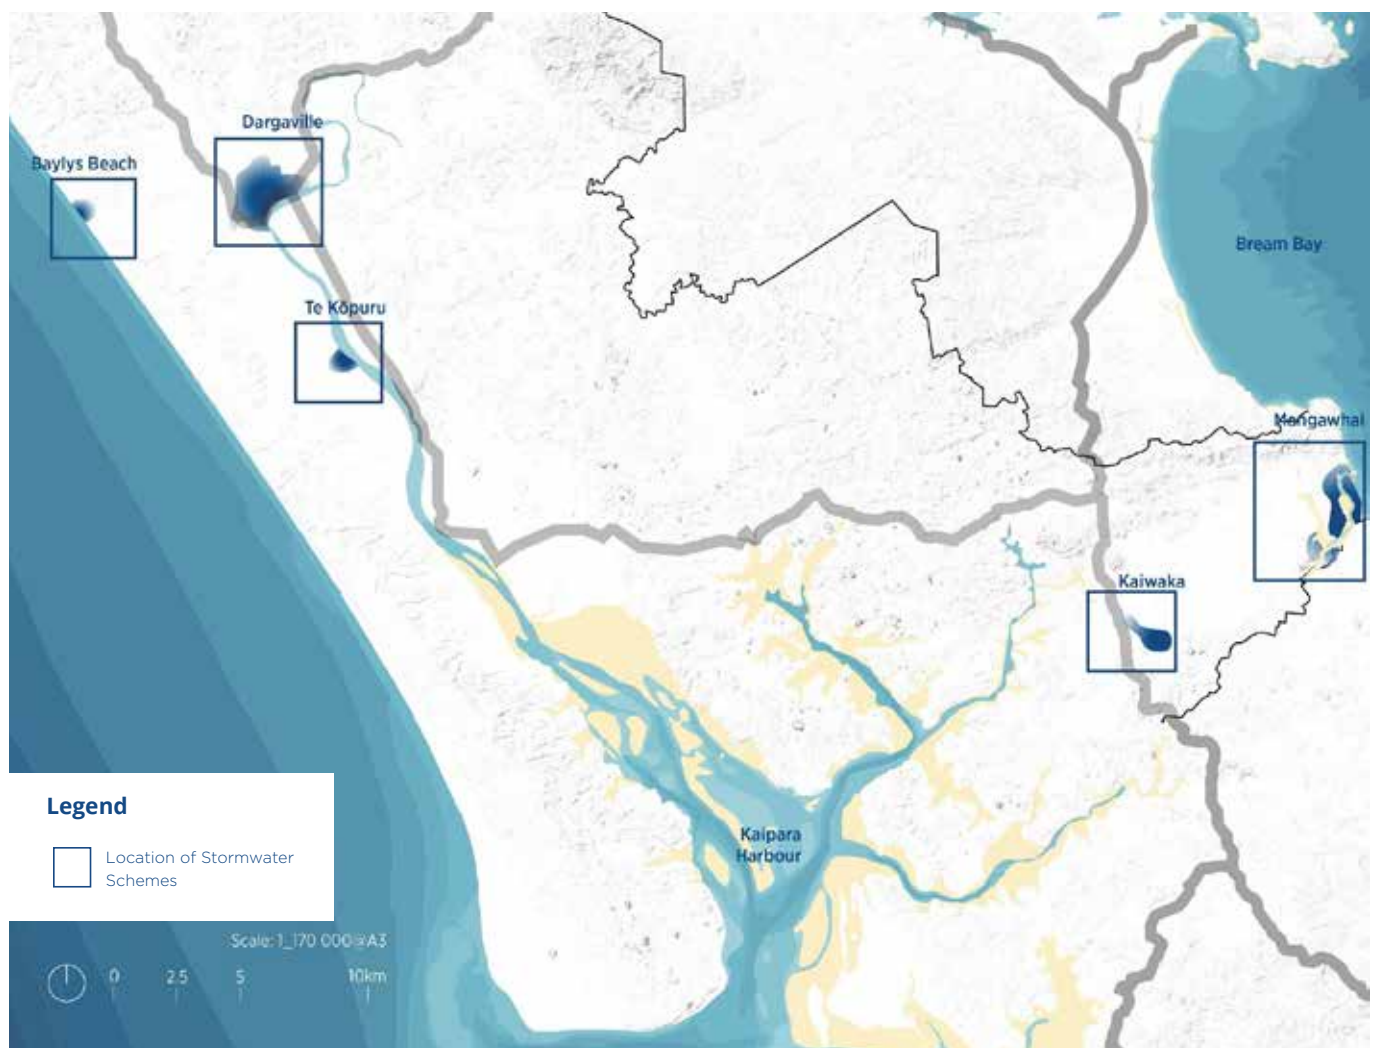 Dargaville
Baylys Beach
Bream Bay
Te Kōpuru
Mangawhai
Kaiwaka
Kaipara
Harbour
Legend
Location of Stormwater
Schemes
Scale: 1_170 000@A3
0 2.5 5 10km